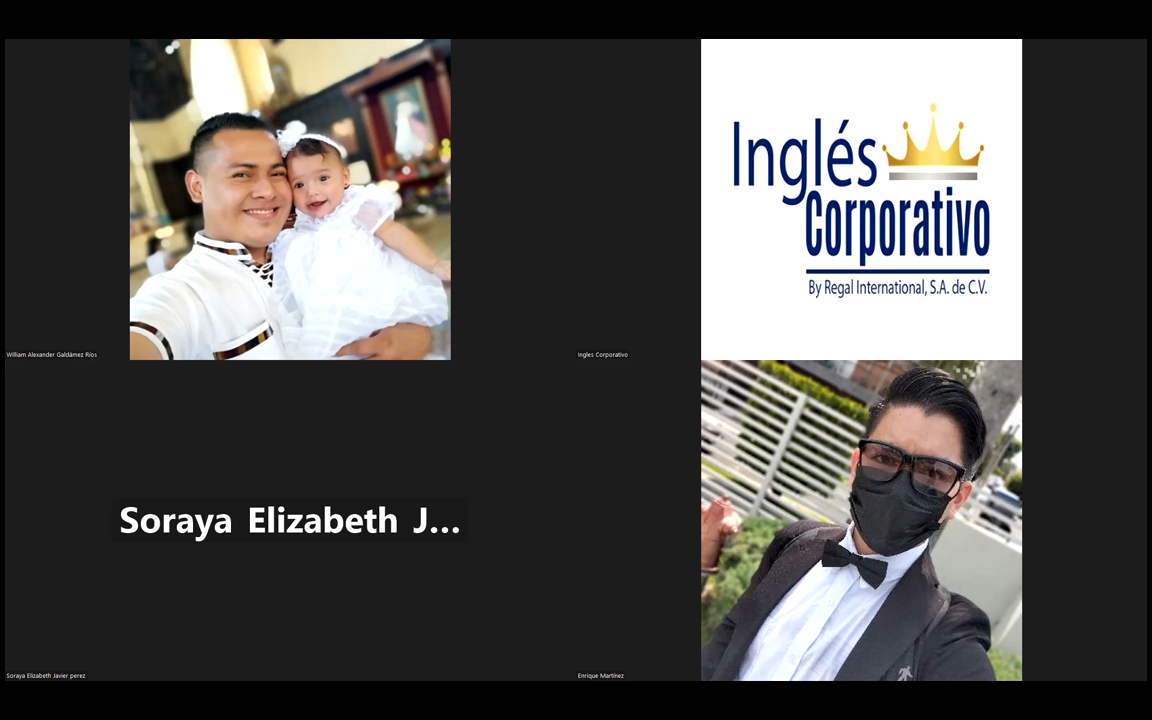 Inglés
Corporativo
By Regal International, S.A. de C.V.
William Alexander Galdámez Ríos
Ingles Corporativo
Soraya Elizabeth J...
Soraya Elizabeth Javier perez
Enrique Martínez